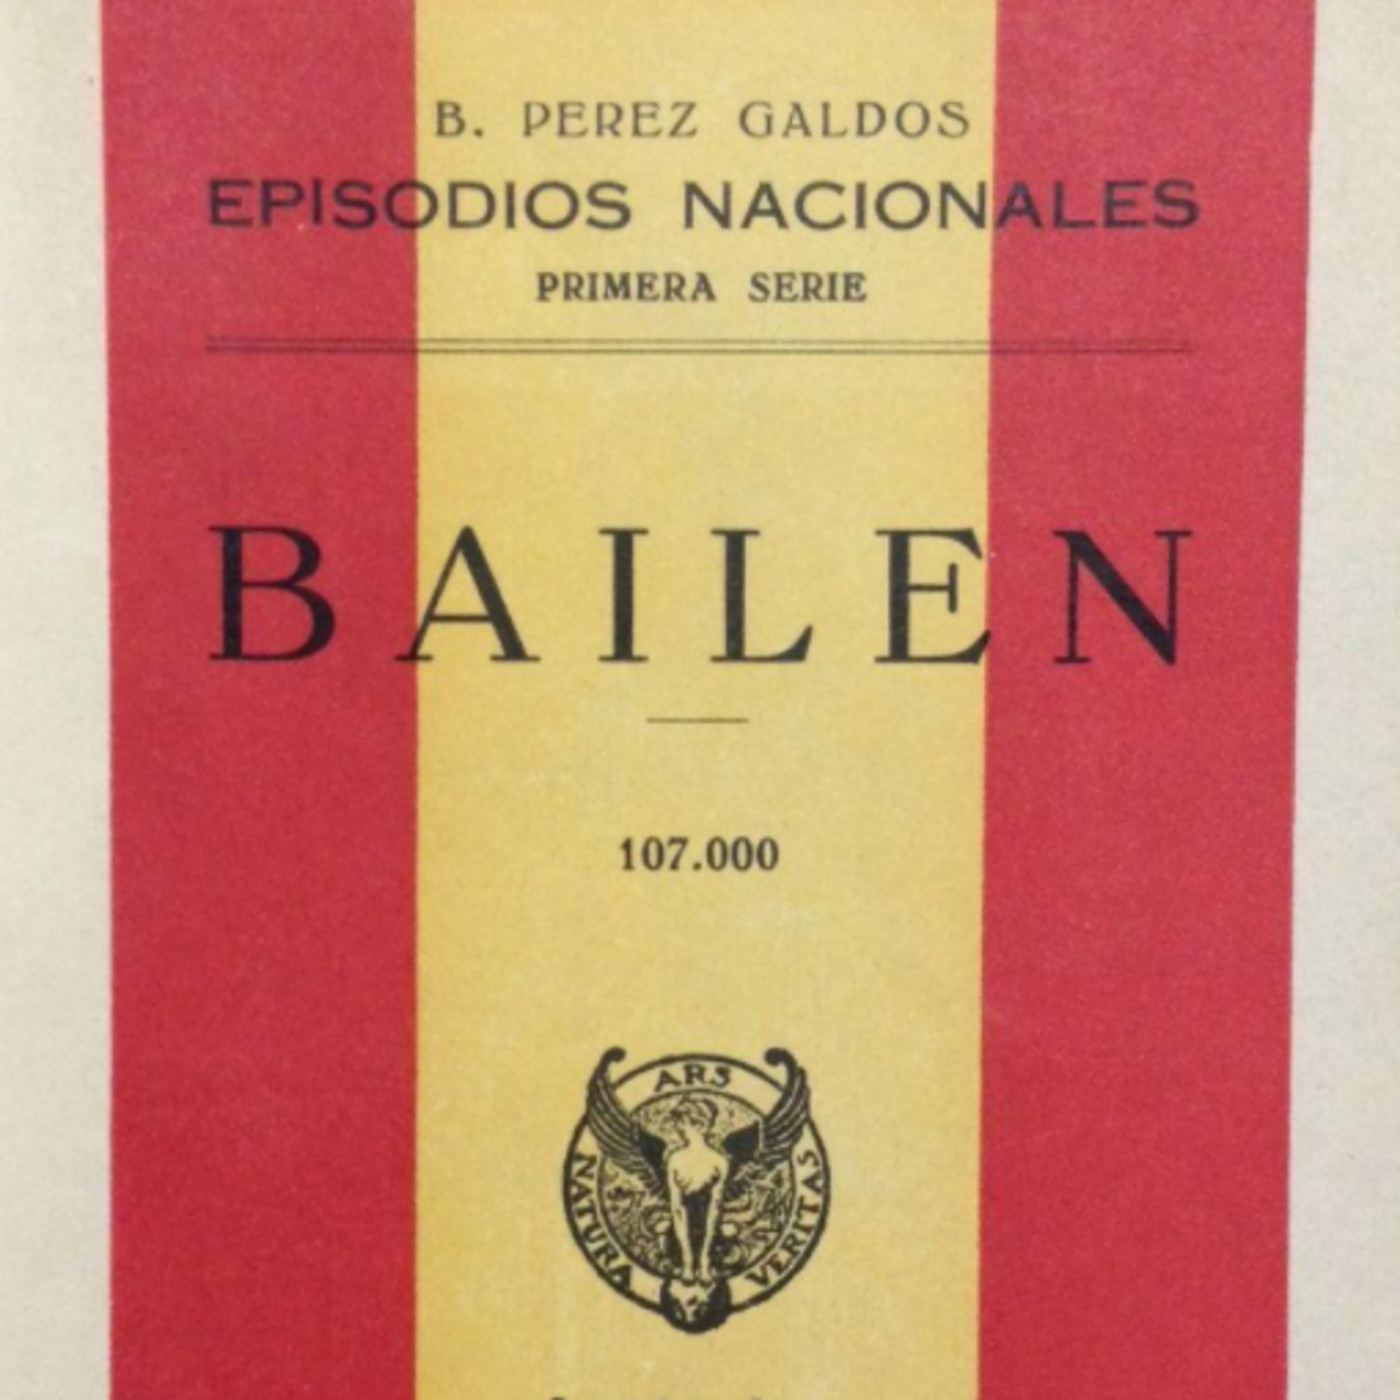 B. PEREZ GALDOS
EPISODIOS NACIONALES
PRIMERA SERIE
BAILEN
107.000
ARS
NATURA
VERITAS